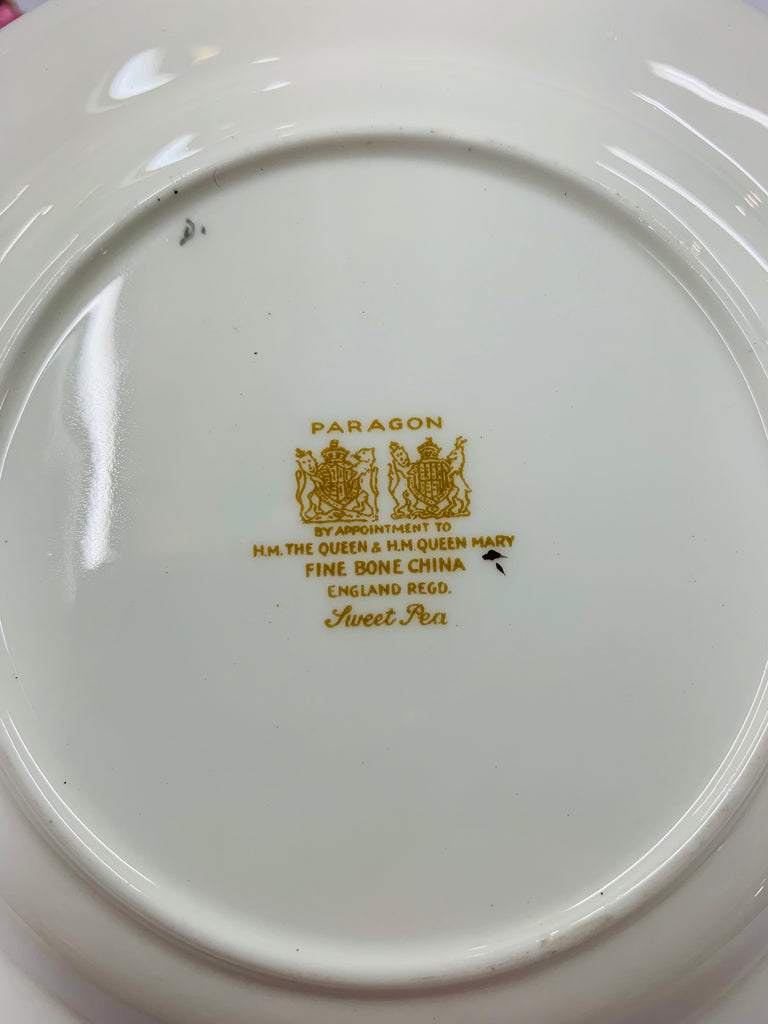 D.
PARAGON
BY APPOINTMENT TO
H.M. THE QUEEN & H.M. QUEEN MARY
FINE BONE CHINA
ENGLAND REGD.
Sweet Pea